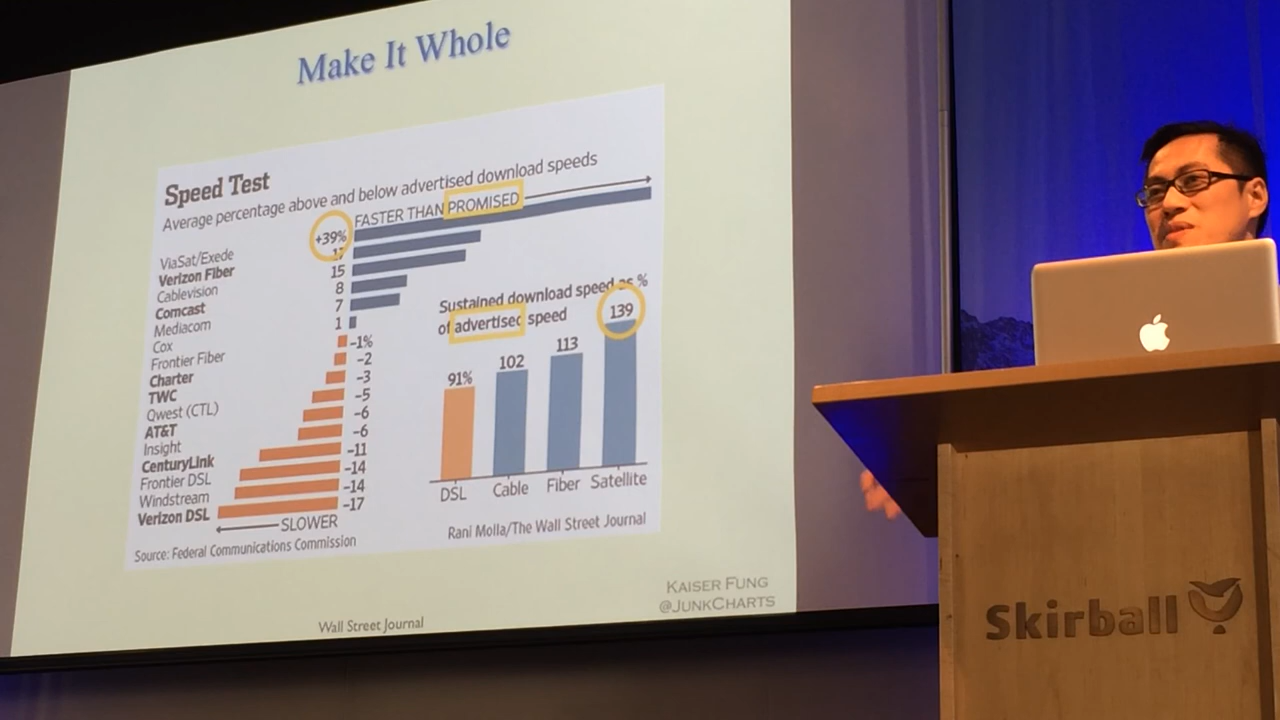 Make It Whole
Speed Test
Average percentage above and below advertised download speeds
FASTER THAN PROMISED
ViaSat/Exede +39%
Verizon Fiber 17
Cablevision 15
Comcast 8
Mediacom 7
Cox 1
Frontier Fiber -1%
Charter -2
TWC -3
Qwest (CTL) -5
AT&T -6
Insight -6
CenturyLink -11
Frontier DSL -14
Windstream -14
Verizon DSL -17
SLOWER
Source: Federal Communications Commission
Sustained download speed as %
of advertised speed
91% 102 113 139
DSL Cable Fiber Satellite
Rani Molla/The Wall Street Journal
KAISER FUNG
@JUNKCHARTS
Wall Street Journal
Skirball